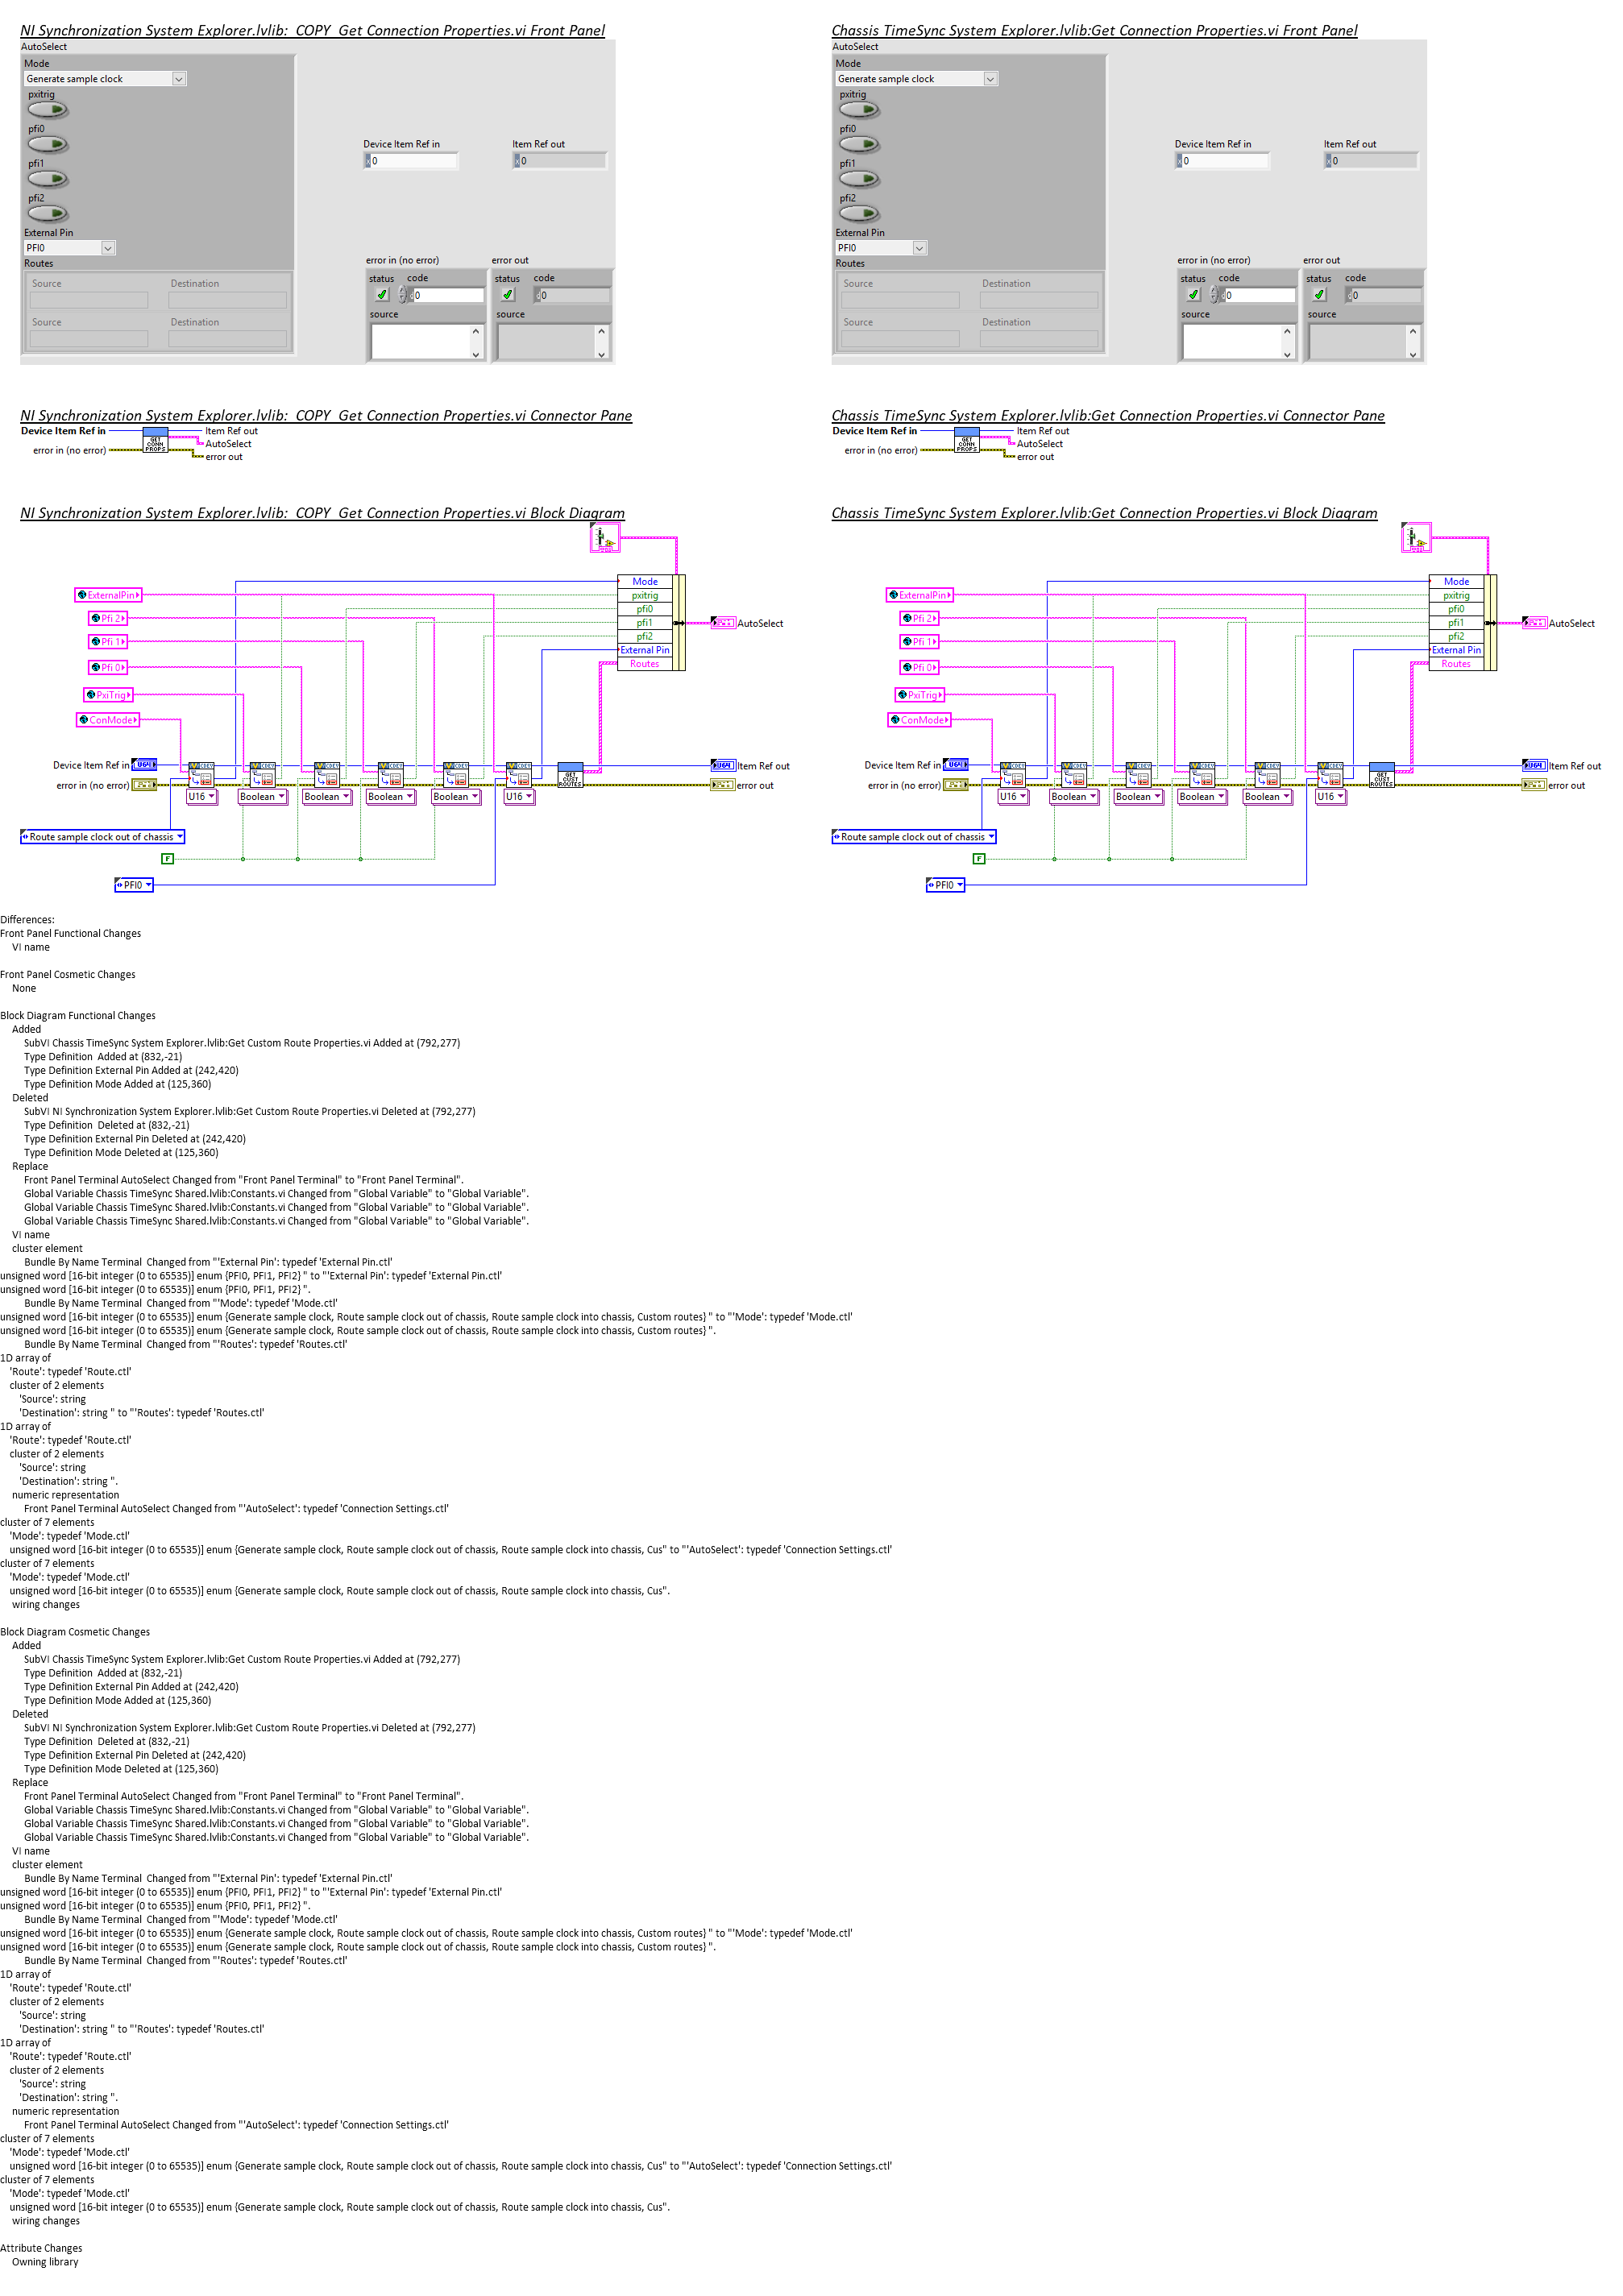 NI Synchronization System Explorer.lvlib:  COPY  Get Connection Properties.vi Front Panel
AutoSelect
Mode
Generate sample clock
pxitrig
pfi0
pfi1
pfi2
External Pin
PFI0
Routes
Source
Destination
Source
Destination
Device Item Ref in
0
Item Ref out
0
error in (no error)
status
code
0
source
error out
status
code
0
source
Chassis TimeSync System Explorer.lvlib:Get Connection Properties.vi Front Panel
AutoSelect
Mode
Generate sample clock
pxitrig
pfi0
pfi1
pfi2
External Pin
PFI0
Routes
Source
Destination
Source
Destination
Device Item Ref in
0
Item Ref out
0
error in (no error)
status
code
0
source
error out
status
code
0
source
NI Synchronization System Explorer.lvlib:  COPY  Get Connection Properties.vi Connector Pane
Device Item Ref in
error in (no error)
GET
CONN
PROPS
Item Ref out
AutoSelect
error out
Chassis TimeSync System Explorer.lvlib:Get Connection Properties.vi Connector Pane
Device Item Ref in
error in (no error)
GET
CONN
PROPS
Item Ref out
AutoSelect
error out
NI Synchronization System Explorer.lvlib:  COPY  Get Connection Properties.vi Block Diagram
ExternalPin
Pfi 2
Pfi 1
Pfi 0
PxiTrig
ConMode
Mode
pxitrig
pfi0
pfi1
pfi2
External Pin
Routes
AutoSelect
Device Item Ref in
U64
error in (no error)
U16
Boolean
Boolean
Boolean
Boolean
U16
GET
CUST
ROUTES
U64
Item Ref out
error out
Route sample clock out of chassis
F
PFI0
Chassis TimeSync System Explorer.lvlib:Get Connection Properties.vi Block Diagram
ExternalPin
Pfi 2
Pfi 1
Pfi 0
PxiTrig
ConMode
Mode
pxitrig
pfi0
pfi1
pfi2
External Pin
Routes
AutoSelect
Device Item Ref in
U64
error in (no error)
U16
Boolean
Boolean
Boolean
Boolean
U16
GET
CUST
ROUTES
U64
Item Ref out
error out
Route sample clock out of chassis
F
PFI0
Differences:
Front Panel Functional Changes
VI name
Front Panel Cosmetic Changes
None
Block Diagram Functional Changes
Added
SubVI Chassis TimeSync System Explorer.lvlib:Get Custom Route Properties.vi Added at (792,277)
Type Definition  Added at (832,-21)
Type Definition External Pin Added at (242,420)
Type Definition Mode Added at (125,360)
Deleted
SubVI NI Synchronization System Explorer.lvlib:Get Custom Route Properties.vi Deleted at (792,277)
Type Definition  Deleted at (832,-21)
Type Definition External Pin Deleted at (242,420)
Type Definition Mode Deleted at (125,360)
Replace
Front Panel Terminal AutoSelect Changed from "Front Panel Terminal" to "Front Panel Terminal".
Global Variable Chassis TimeSync Shared.lvlib:Constants.vi Changed from "Global Variable" to "Global Variable".
Global Variable Chassis TimeSync Shared.lvlib:Constants.vi Changed from "Global Variable" to "Global Variable".
Global Variable Chassis TimeSync Shared.lvlib:Constants.vi Changed from "Global Variable" to "Global Variable".
VI name
cluster element
Bundle By Name Terminal  Changed from "'External Pin': typedef 'External Pin.ctl'
unsigned word [16-bit integer (0 to 65535)] enum {PFI0, PFI1, PFI2} " to "'External Pin': typedef 'External Pin.ctl'
unsigned word [16-bit integer (0 to 65535)] enum {PFI0, PFI1, PFI2} ".
Bundle By Name Terminal  Changed from "'Mode': typedef 'Mode.ctl'
unsigned word [16-bit integer (0 to 65535)] enum {Generate sample clock, Route sample clock out of chassis, Route sample clock into chassis, Custom routes} " to "'Mode': typedef 'Mode.ctl'
unsigned word [16-bit integer (0 to 65535)] enum {Generate sample clock, Route sample clock out of chassis, Route sample clock into chassis, Custom routes} ".
Bundle By Name Terminal  Changed from "'Routes': typedef 'Routes.ctl'
1D array of
'Route': typedef 'Route.ctl'
cluster of 2 elements
'Source': string
'Destination': string " to "'Routes': typedef 'Routes.ctl'
1D array of
'Route': typedef 'Route.ctl'
cluster of 2 elements
'Source': string
'Destination': string ".
numeric representation
Front Panel Terminal AutoSelect Changed from "'AutoSelect': typedef 'Connection Settings.ctl'
cluster of 7 elements
'Mode': typedef 'Mode.ctl'
unsigned word [16-bit integer (0 to 65535)] enum {Generate sample clock, Route sample clock out of chassis, Route sample clock into chassis, Cus" to "'AutoSelect': typedef 'Connection Settings.ctl'
cluster of 7 elements
'Mode': typedef 'Mode.ctl'
unsigned word [16-bit integer (0 to 65535)] enum {Generate sample clock, Route sample clock out of chassis, Route sample clock into chassis, Cus".
wiring changes
Block Diagram Cosmetic Changes
Added
SubVI Chassis TimeSync System Explorer.lvlib:Get Custom Route Properties.vi Added at (792,277)
Type Definition  Added at (832,-21)
Type Definition External Pin Added at (242,420)
Type Definition Mode Added at (125,360)
Deleted
SubVI NI Synchronization System Explorer.lvlib:Get Custom Route Properties.vi Deleted at (792,277)
Type Definition  Deleted at (832,-21)
Type Definition External Pin Deleted at (242,420)
Type Definition Mode Deleted at (125,360)
Replace
Front Panel Terminal AutoSelect Changed from "Front Panel Terminal" to "Front Panel Terminal".
Global Variable Chassis TimeSync Shared.lvlib:Constants.vi Changed from "Global Variable" to "Global Variable".
Global Variable Chassis TimeSync Shared.lvlib:Constants.vi Changed from "Global Variable" to "Global Variable".
Global Variable Chassis TimeSync Shared.lvlib:Constants.vi Changed from "Global Variable" to "Global Variable".
VI name
cluster element
Bundle By Name Terminal  Changed from "'External Pin': typedef 'External Pin.ctl'
unsigned word [16-bit integer (0 to 65535)] enum {PFI0, PFI1, PFI2} " to "'External Pin': typedef 'External Pin.ctl'
unsigned word [16-bit integer (0 to 65535)] enum {PFI0, PFI1, PFI2} ".
Bundle By Name Terminal  Changed from "'Mode': typedef 'Mode.ctl'
unsigned word [16-bit integer (0 to 65535)] enum {Generate sample clock, Route sample clock out of chassis, Route sample clock into chassis, Custom routes} " to "'Mode': typedef 'Mode.ctl'
unsigned word [16-bit integer (0 to 65535)] enum {Generate sample clock, Route sample clock out of chassis, Route sample clock into chassis, Custom routes} ".
Bundle By Name Terminal  Changed from "'Routes': typedef 'Routes.ctl'
1D array of
'Route': typedef 'Route.ctl'
cluster of 2 elements
'Source': string
'Destination': string " to "'Routes': typedef 'Routes.ctl'
1D array of
'Route': typedef 'Route.ctl'
cluster of 2 elements
'Source': string
'Destination': string ".
numeric representation
Front Panel Terminal AutoSelect Changed from "'AutoSelect': typedef 'Connection Settings.ctl'
cluster of 7 elements
'Mode': typedef 'Mode.ctl'
unsigned word [16-bit integer (0 to 65535)] enum {Generate sample clock, Route sample clock out of chassis, Route sample clock into chassis, Cus" to "'AutoSelect': typedef 'Connection Settings.ctl'
cluster of 7 elements
'Mode': typedef 'Mode.ctl'
unsigned word [16-bit integer (0 to 65535)] enum {Generate sample clock, Route sample clock out of chassis, Route sample clock into chassis, Cus".
wiring changes
Attribute Changes
Owning library